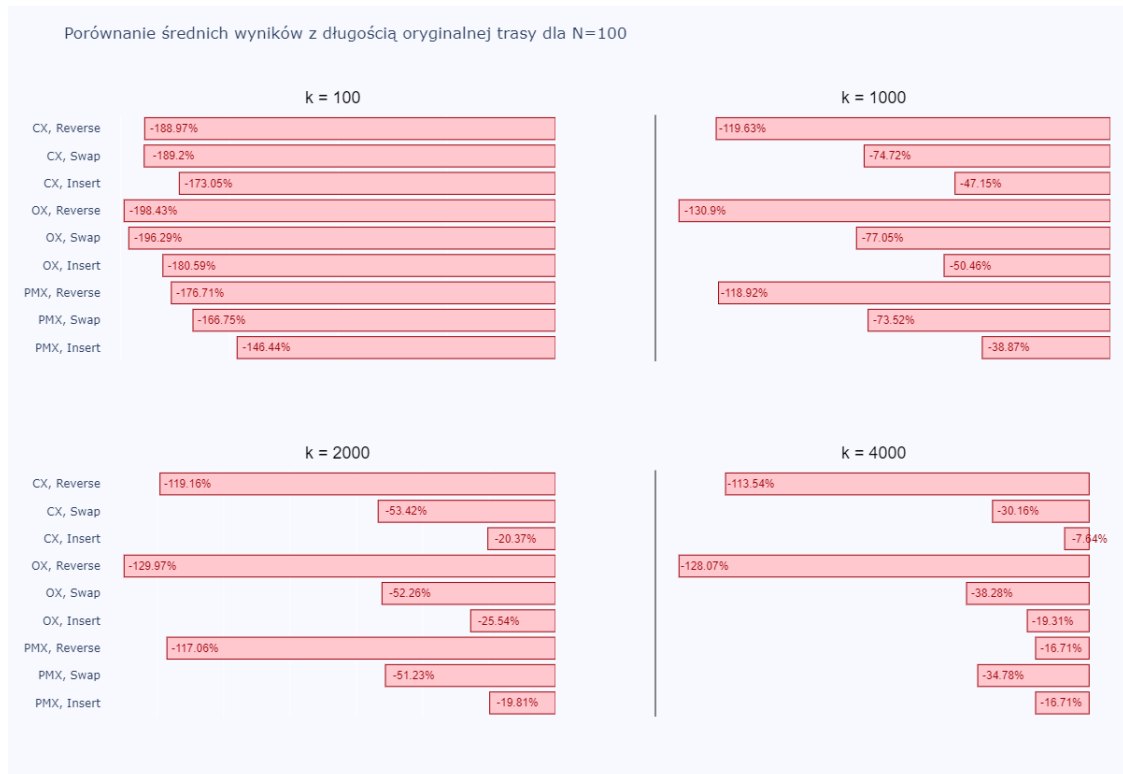 Porównanie średnich wyników z długością oryginalnej trasy dla N=100
k = 100
CX, Reverse -188.97%
CX, Swap -189.2%
CX, Insert -173.05%
OX, Reverse -198.43%
OX, Swap -196.29%
OX, Insert -180.59%
PMX, Reverse -176.71%
PMX, Swap -166.75%
PMX, Insert -146.44%
k = 1000
-119.63%
-74.72%
-47.15%
-130.9%
-77.05%
-50.46%
-118.92%
-73.52%
-38.87%
k = 2000
CX, Reverse -119.16%
CX, Swap -53.42%
CX, Insert -20.37%
OX, Reverse -129.97%
OX, Swap -52.26%
OX, Insert -25.54%
PMX, Reverse -117.06%
PMX, Swap -51.23%
PMX, Insert -19.81%
k = 4000
-113.54%
-30.16%
-7.64%
-128.07%
-38.28%
-19.31%
-16.71%
-34.78%
-16.71%